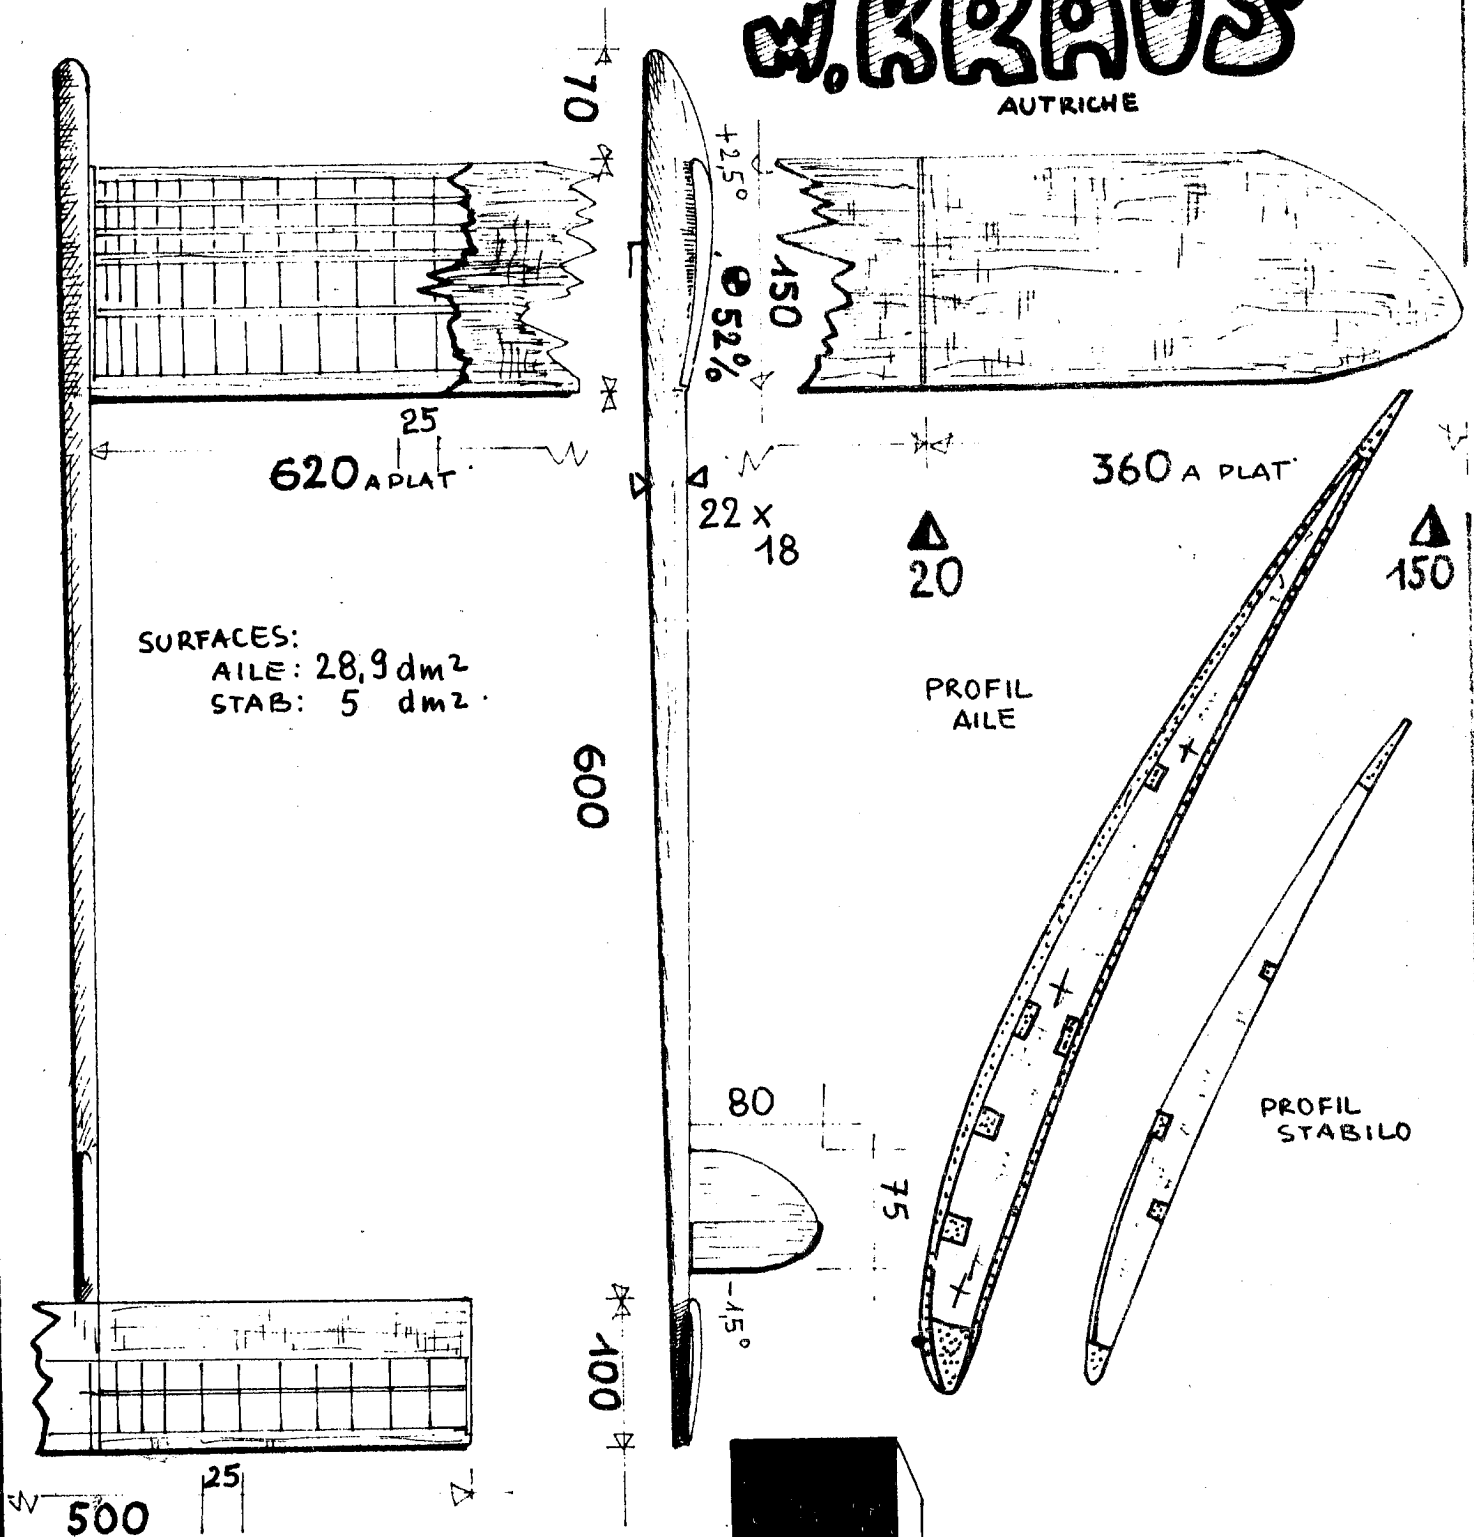 W. KRAUS
AUTRICHE
70
+2,5°
150
52%
25
620 A PLAT
360 A PLAT
22 x
18
20
150
SURFACES:
AILE: 28,9 dm2
STAB: 5 dm2
PROFIL
AILE
600
80
75
PROFIL
STABILO
-1,5°
100
25
500